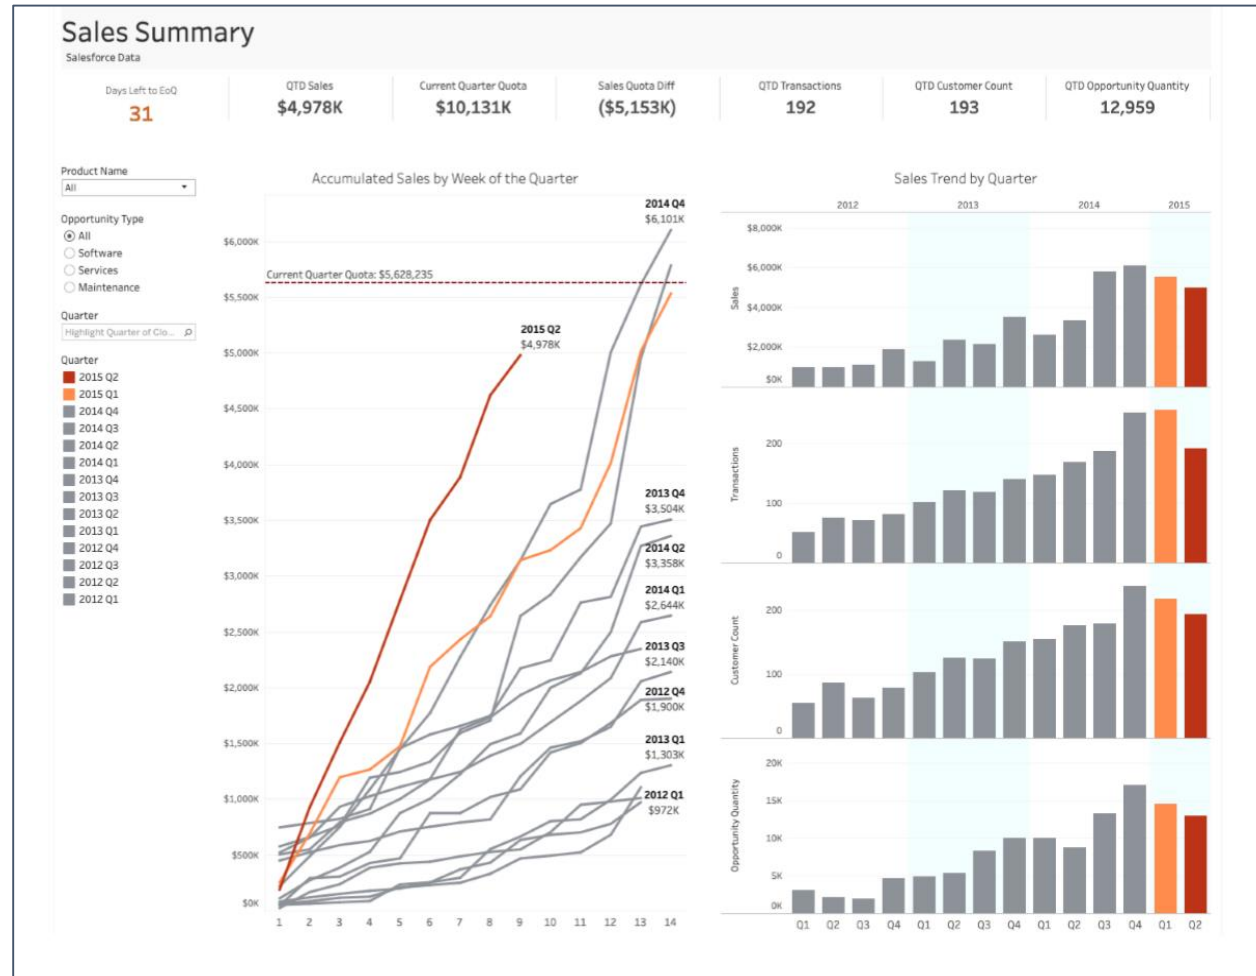 Sales Summary
Salesforce Data
Days Left to EoQ
31
QTD Sales
$4,978K
Current Quarter Quota
$10,131K
Sales Quota Diff
($5,153K)
QTD Transactions
192
QTD Customer Count
193
QTD Opportunity Quantity
12,959
Product Name
All
Opportunity Type
All
Software
Services
Maintenance
Quarter
Highlight Quarter of Clo...
Quarter
2015 Q2
2015 Q1
2014 Q4
2014 Q3
2014 Q2
2014 Q1
2013 Q4
2013 Q3
2013 Q2
2013 Q1
2012 Q4
2012 Q3
2012 Q2
2012 Q1
Accumulated Sales by Week of the Quarter
$6,000K
$5,500K
$5,000K
$4,500K
$4,000K
$3,500K
$3,000K
$2,500K
$2,000K
$1,500K
$1,000K
$500K
$0K
Current Quarter Quota: $5,628,235
2014 Q4
$6,101K
2015 Q2
$4,978K
2013 Q4
$3,504K
2014 Q2
$3,358K
2014 Q1
$2,644K
2013 Q3
$2,140K
2012 Q4
$1,900K
2013 Q1
$1,303K
2012 Q1
$972K
1 2 3 4 5 6 7 8 9 10 11 12 13 14
Sales Trend by Quarter
2012 2013 2014 2015
Sales
$8,000K
$6,000K
$4,000K
$2,000K
$0K
Transactions
200
100
0
Customer Count
200
100
0
Opportunity Quantity
20K
15K
10K
5K
0K
Q1 Q2 Q3 Q4 Q1 Q2 Q3 Q4 Q1 Q2 Q3 Q4 Q1 Q2